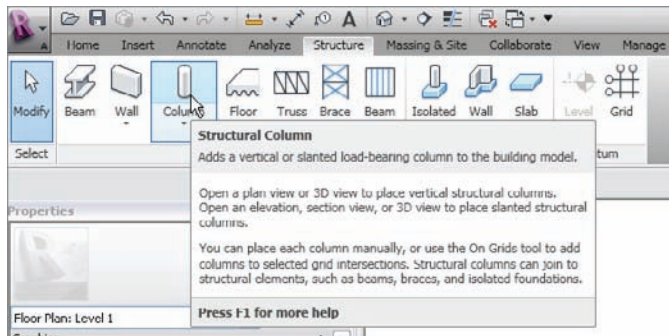 Home Insert Annotate Analyze Structure Massing & Site Collaborate View Manage
Modify Beam Wall Column Floor Truss Brace Beam Isolated Wall Slab Level Grid
Select tum
Structural Column
Adds a vertical or slanted load-bearing column to the building model.
Open a plan view or 3D view to place vertical structural columns.
Open an elevation, section view, or 3D view to place slanted structural
columns.
Properties
You can place each column manually, or use the On Grids tool to add
columns to selected grid intersections. Structural columns can join to
structural elements, such as beams, braces, and isolated foundations.
Floor Plan: Level 1
Press F1 for more help